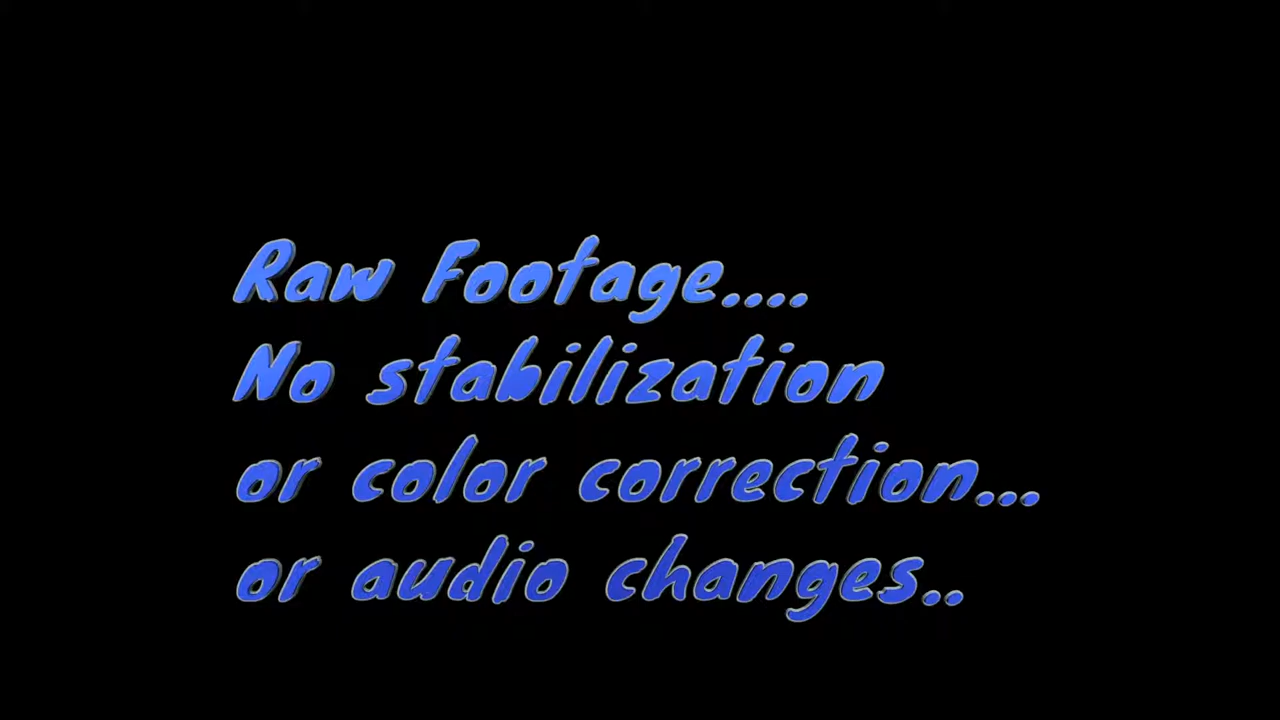 Raw Footage....
No stabilization
or color correction...
or audio changes..